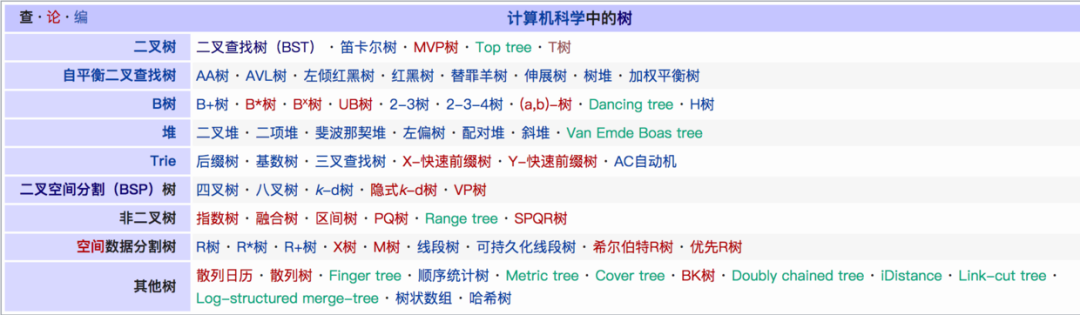 查·论·编 计算机科学中的树
二叉树 二叉查找树（BST）·笛卡尔树·MVP树·Top tree·T树
自平衡二叉查找树 AA树·AVL树·左倾红黑树·红黑树·替罪羊树·伸展树·树堆·加权平衡树
B树 B+树·B*树·Bˣ树·UB树·2-3树·2-3-4树·(a,b)-树·Dancing tree·H树
堆 二叉堆·二项堆·斐波那契堆·左偏树·配对堆·斜堆·Van Emde Boas tree
Trie 后缀树·基数树·三叉查找树·X-快速前缀树·Y-快速前缀树·AC自动机
二叉空间分割（BSP）树 四叉树·八叉树·k-d树·隐式k-d树·VP树
非二叉树 指数树·融合树·区间树·PQ树·Range tree·SPQR树
空间数据分割树 R树·R*树·R+树·X树·M树·线段树·可持久化线段树·希尔伯特R树·优先R树
其他树 散列日历·散列树·Finger tree·顺序统计树·Metric tree·Cover tree·BK树·Doubly chained tree·iDistance·Link-cut tree·
Log-structured merge-tree·树状数组·哈希树